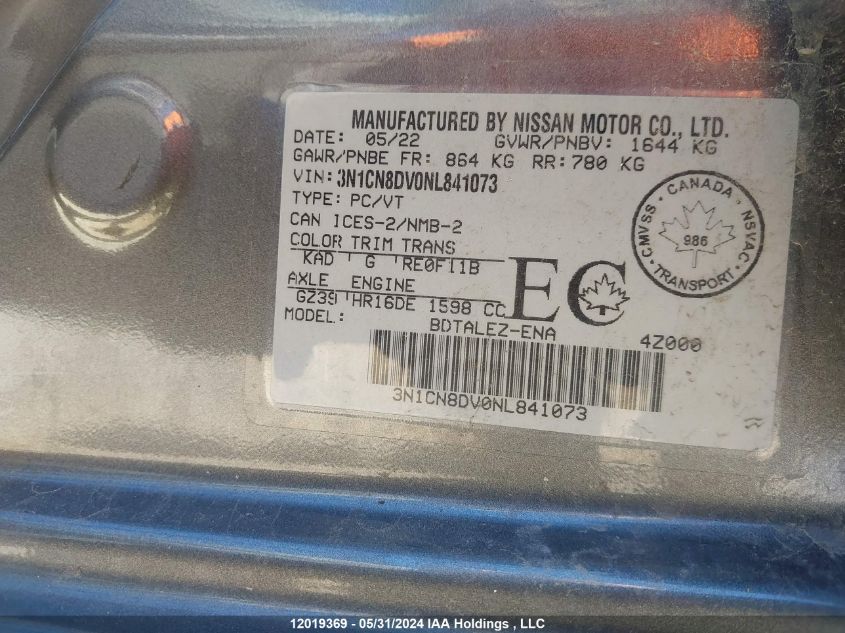 MANUFACTURED BY NISSAN MOTOR CO., LTD.
DATE: 05/22 GVWR/PNBV: 1644 KG
GAWR/PNBE FR: 864 KG RR: 780 KG
VIN: 3N1CN8DV0NL841073
TYPE: PC/VT
CAN ICES-2/NMB-2
COLOR TRIM TRANS
KAD G RE0F11B
AXLE ENGINE
GZ39 HR16DE 1598 CC
MODEL: BDTALEZ-ENA
EC
CANADA
CMVSS · NSVAC
986
TRANSPORT
4Z000
3N1CN8DV0NL841073
12019369 - 05/31/2024 IAA Holdings , LLC